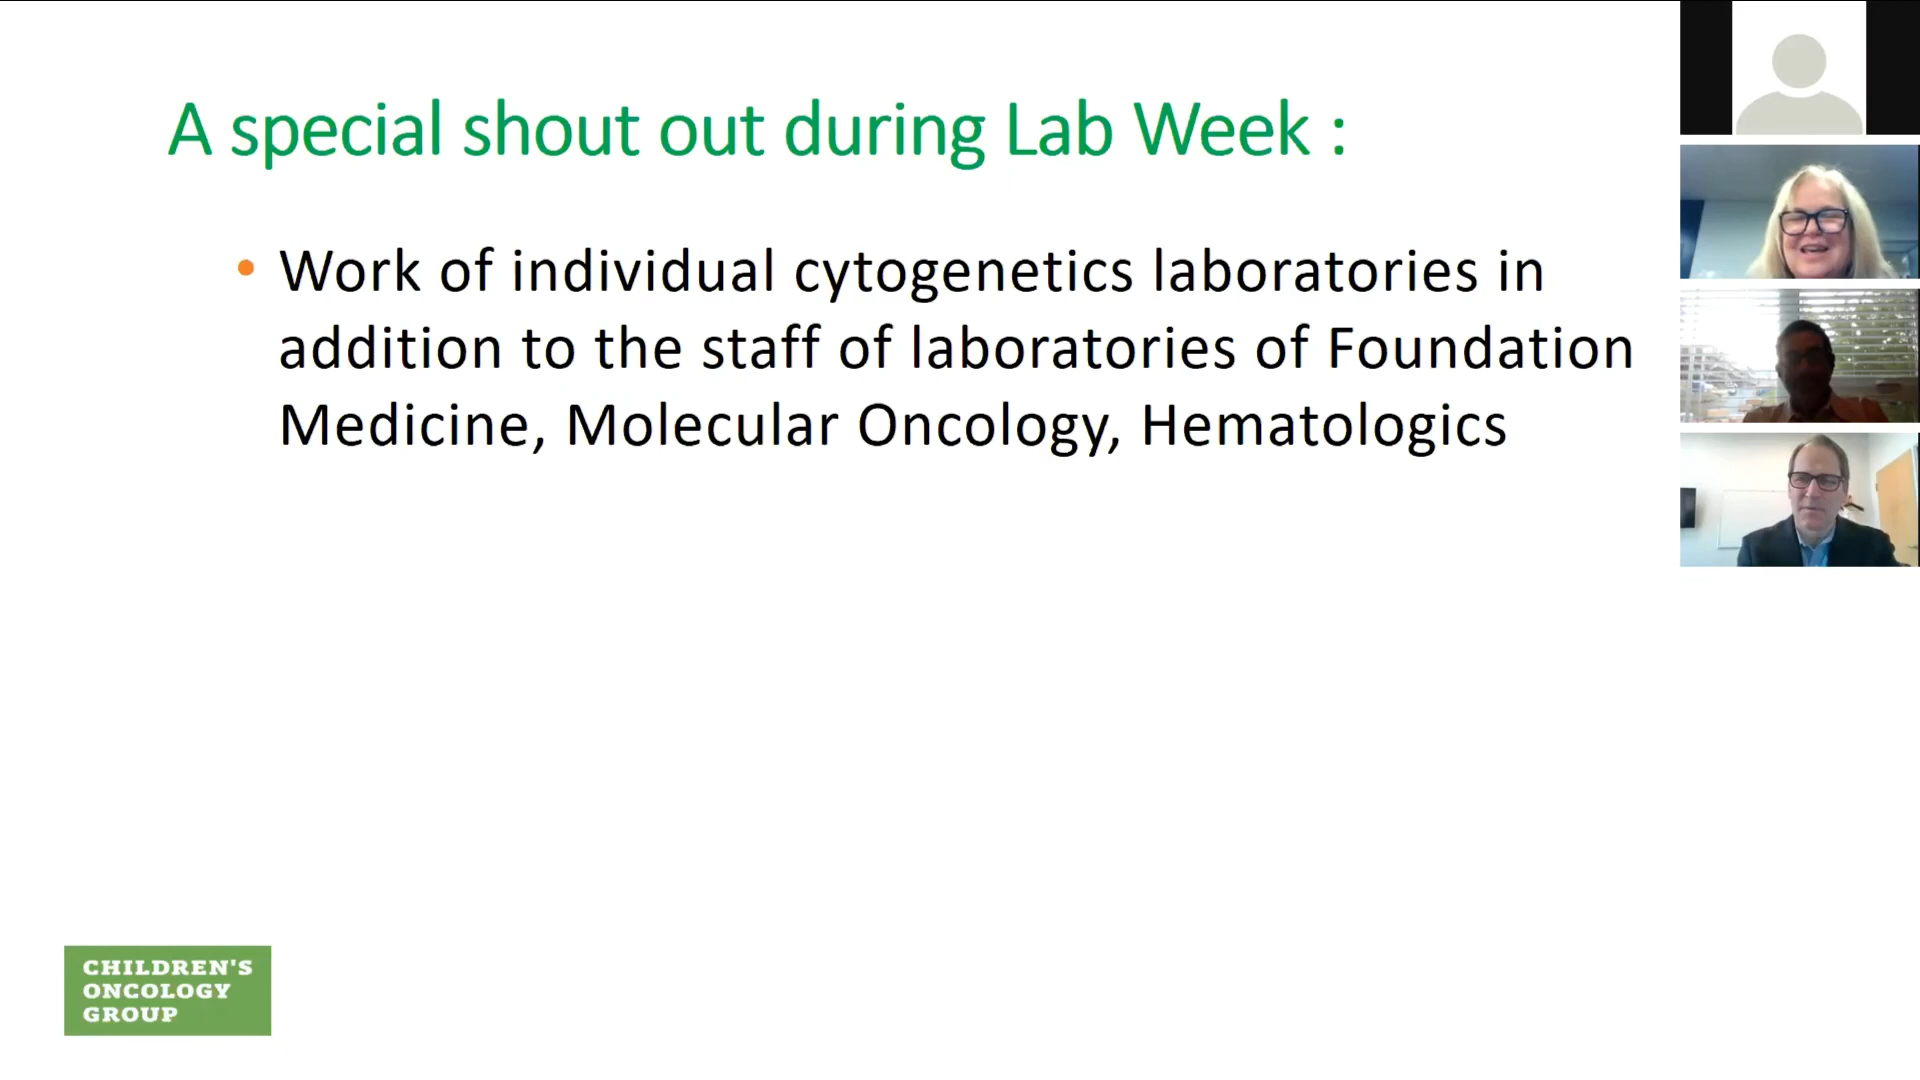 A special shout out during Lab Week :
• Work of individual cytogenetics laboratories in
addition to the staff of laboratories of Foundation
Medicine, Molecular Oncology, Hematologics
CHILDREN'S
ONCOLOGY
GROUP